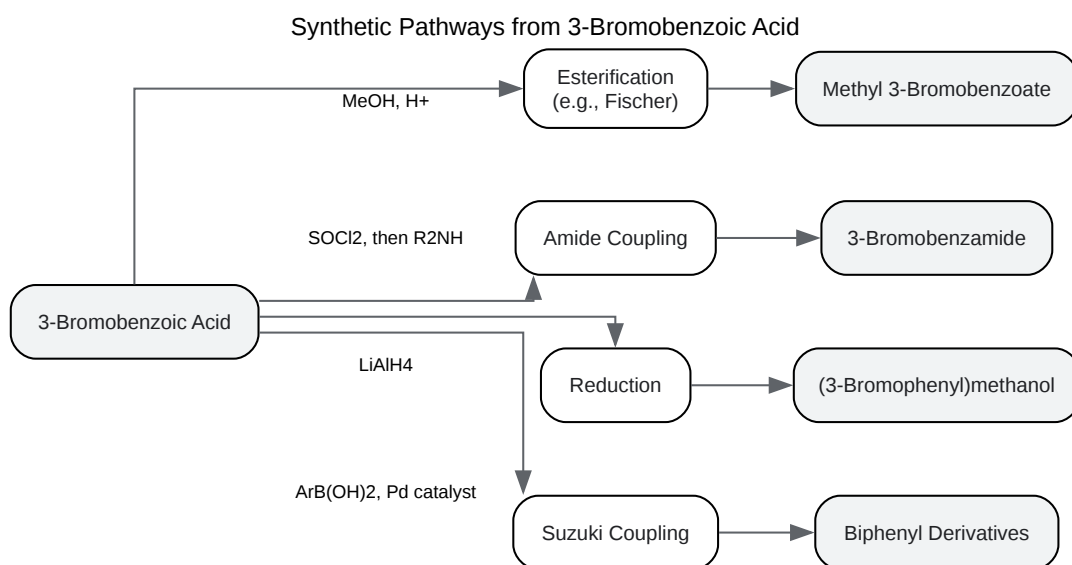 Synthetic Pathways from 3-Bromobenzoic Acid
Esterification
(e.g., Fischer)
Methyl 3-Bromobenzoate
MeOH, H+
SOCl2, then R2NH
Amide Coupling
3-Bromobenzamide
3-Bromobenzoic Acid
LiAlH4
Reduction
(3-Bromophenyl)methanol
ArB(OH)2, Pd catalyst
Suzuki Coupling
Biphenyl Derivatives